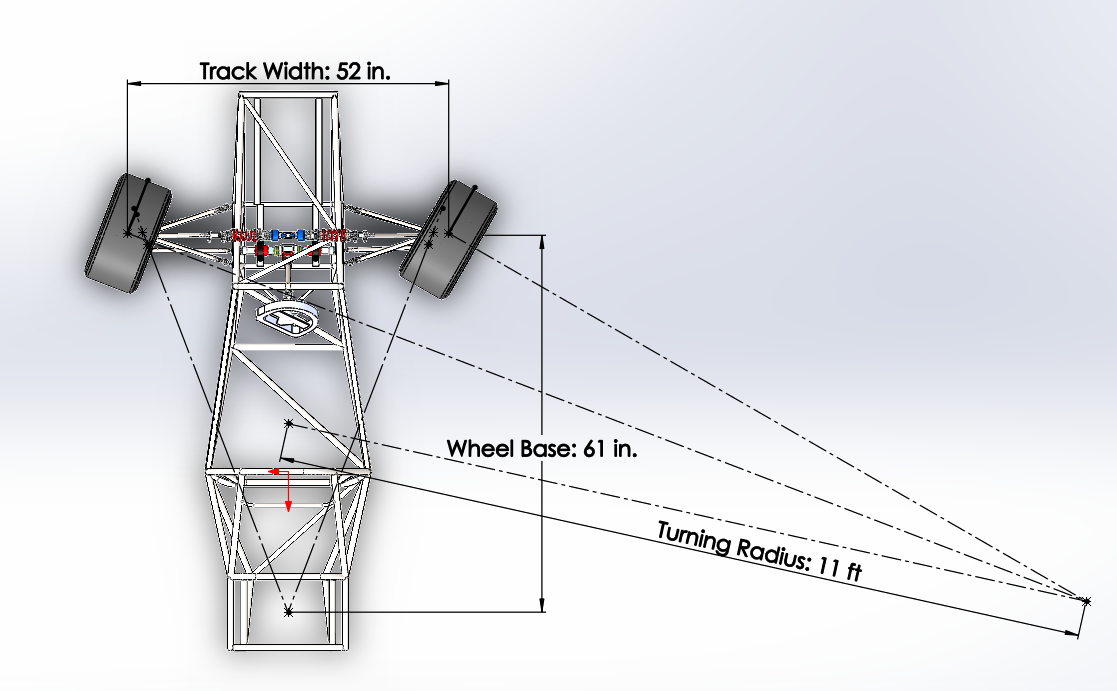 Track Width: 52 in.
Wheel Base: 61 in.
Turning Radius: 11 ft